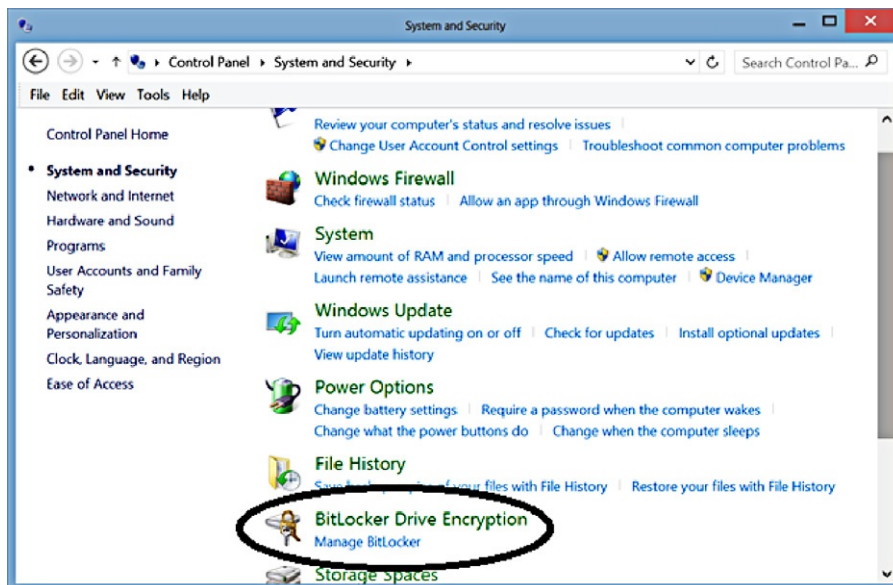 System and Security
Control Panel System and Security Search Control Pa...
File Edit View Tools Help
Control Panel Home
System and Security
Network and Internet
Hardware and Sound
Programs
User Accounts and Family
Safety
Appearance and
Personalization
Clock, Language, and Region
Ease of Access
Review your computer's status and resolve issues
Change User Account Control settings Troubleshoot common computer problems
Windows Firewall
Check firewall status Allow an app through Windows Firewall
System
View amount of RAM and processor speed Allow remote access
Launch remote assistance See the name of this computer Device Manager
Windows Update
Turn automatic updating on or off Check for updates Install optional updates
View update history
Power Options
Change battery settings Require a password when the computer wakes
Change what the power buttons do Change when the computer sleeps
File History
Save backup copies of your files with File History Restore your files with File History
BitLocker Drive Encryption
Manage BitLocker
Storage Spaces